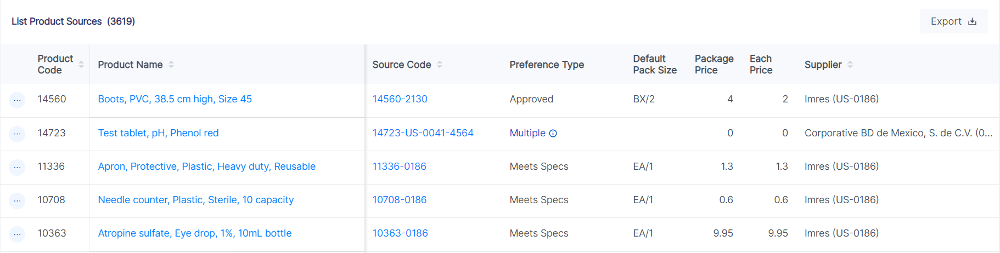 List Product Sources (3619)
Export
Product Code Product Name Source Code Preference Type Default Pack Size Package Price Each Price Supplier
... 14560 Boots, PVC, 38.5 cm high, Size 45 14560-2130 Approved BX/2 4 2 Imres (US-0186)
... 14723 Test tablet, pH, Phenol red 14723-US-0041-4564 Multiple 0 0 Corporative BD de Mexico, S. de C.V. (0...
... 11336 Apron, Protective, Plastic, Heavy duty, Reusable 11336-0186 Meets Specs EA/1 1.3 1.3 Imres (US-0186)
... 10708 Needle counter, Plastic, Sterile, 10 capacity 10708-0186 Meets Specs EA/1 0.6 0.6 Imres (US-0186)
... 10363 Atropine sulfate, Eye drop, 1%, 10mL bottle 10363-0186 Meets Specs EA/1 9.95 9.95 Imres (US-0186)